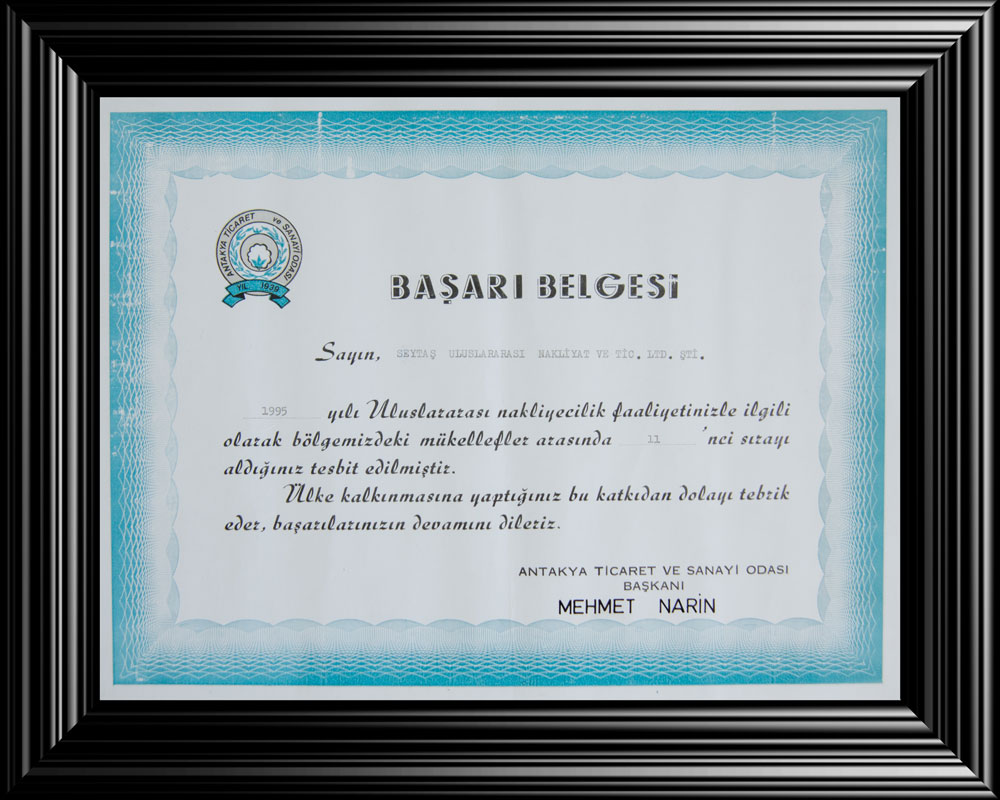 ANTAKYA TİCARET ve SANAYİ ODASI
YIL 1939
BAŞARI BELGESİ
Sayın, SEYTAŞ ULUSLARARASI NAKLİYAT VE TİC. LTD. ŞTİ.
1995 yılı Uluslararası nakliyecilik faaliyetinizle ilgili
olarak bölgemizdeki mükellefler arasında 11 'nci sırayı
aldığınız tesbit edilmiştir.
Ülke kalkınmasına yaptığınız bu katkıdan dolayı tebrik
eder, başarılarınızın devamını dileriz.
ANTAKYA TİCARET VE SANAYİ ODASI
BAŞKANI
MEHMET NARİN